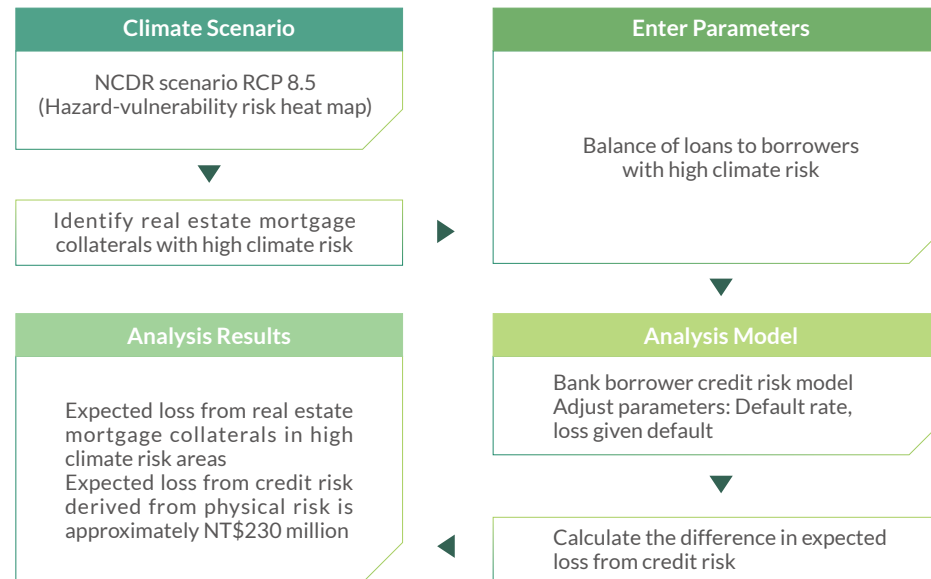 Climate Scenario
NCDR scenario RCP 8.5
(Hazard-vulnerability risk heat map)
Identify real estate mortgage
collaterals with high climate risk
Enter Parameters
Balance of loans to borrowers
with high climate risk
Analysis Model
Bank borrower credit risk model
Adjust parameters: Default rate,
loss given default
Calculate the difference in expected
loss from credit risk
Analysis Results
Expected loss from real estate
mortgage collaterals in high
climate risk areas
Expected loss from credit risk
derived from physical risk is
approximately NT$230 million